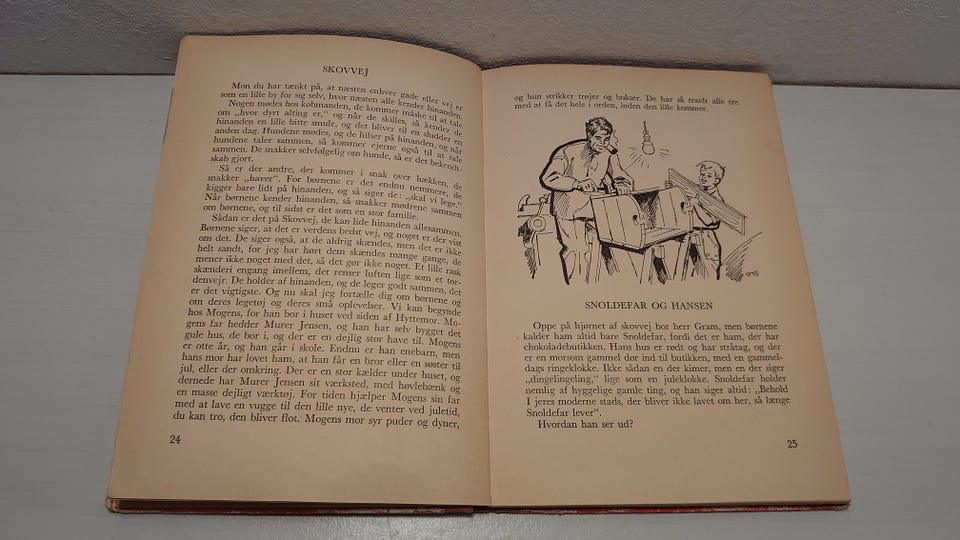 SKOVVEJ
Mon du har tænkt på, at næsten enhver gade eller vej er
som en lille by for sig selv, hvor næsten alle kender hinanden.
Nogen mødes hos købmanden, de kommer måske til at tale
om „hvor dyrt alting er,“ og når de skilles, så kender de
hinanden en lille bitte smule, og det bliver til en sludder en
anden dag. Hundene mødes, og de hilser på hinanden, og når
hundene taler sammen, så kommer ejerne også til at tale
sammen. De snakker selvfølgelig om hunde, så er det bekendt-
skab gjort.
Så er der andre, der kommer i snak over hækken, de
snakker „haver“. For børnene er det endnu nemmere, de
kigger bare lidt på hinanden, og så siger de: „skal vi lege.“
Når børnene kender hinanden, så snakker mødrene sammen
om børnene, og til sidst er det som en stor familie.
Sådan er det på Skovvej, de kan lide hinanden allesammen.
Børnene siger, at det er verdens bedst vej, og noget er der vist
om det. De siger også, at de aldrig skændes, men det er ikke
helt sandt, for jeg har hørt dem skændes mange gange, de
mener ikke noget med det, så det gør ikke noget. Et lille rask
skænderi engang imellem, det renser luften lige som et tor-
denvejr. De holder af hinanden, og de leger godt sammen, det
er det vigtigste. Og nu skal jeg fortælle dig om børnene og
om deres legetøj og deres små oplevelser. Vi kan begynde
hos Mogens, for han bor i huset ved siden af Hyttemor. Mo-
gens far hedder Murer Jensen, og han har selv bygget det
gule hus, de bor i, og der er en dejlig stor have til. Mogens
er otte år, og han går i skole. Endnu er han enebarn, men
hans mor har lovet ham, at han får en bror eller en søster til
jul, eller der omkring. Der er en stor kælder under huset, og
dernede har Murer Jensen sit værksted, med høvlebænk og
en masse dejligt værktøj. For tiden hjælper Mogens sin far
med at lave en vugge til den lille nye, de venter ved juletid,
du kan tro, den bliver flot. Mogens mor syr puder og dyner,
24
og hun strikker trøjer og bukser. De har så travlt alle tre
med at få det hele i orden, inden den lille kommer.
SNOLDEFAR OG HANSEN
Oppe på hjørnet af skovvej bor herr Gram, men børnene
kalder ham altid bare Snoldefar, fordi det er ham, der har
chokoladebutikken. Hans hus er rødt og har stråtag, og der
er en morsom gammel dør ind til butikken, med en gammel-
dags ringeklokke. Ikke sådan en der kimer, men en der siger
„dingelingeling,“ lige som en juleklokke. Snoldefar holder
nemlig af hyggelige gamle ting, og han siger altid: „Behold
I jeres moderne stads, der bliver ikke lavet om her, så længe
Snoldefar lever“.
Hvordan han ser ud?
25